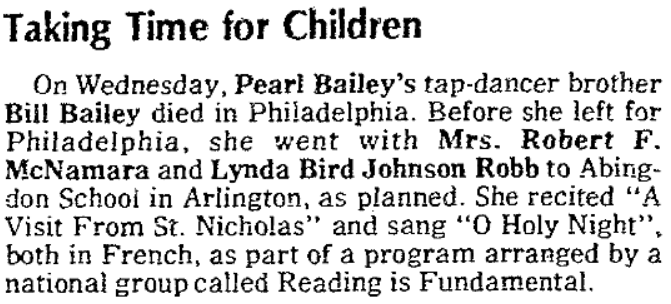 Taking Time for Children
On Wednesday, Pearl Bailey's tap-dancer brother
Bill Bailey died in Philadelphia. Before she left for
Philadelphia, she went with Mrs. Robert F.
McNamara and Lynda Bird Johnson Robb to Abing-
don School in Arlington, as planned. She recited "A
Visit From St. Nicholas" and sang "O Holy Night",
both in French, as part of a program arranged by a
national group called Reading is Fundamental.